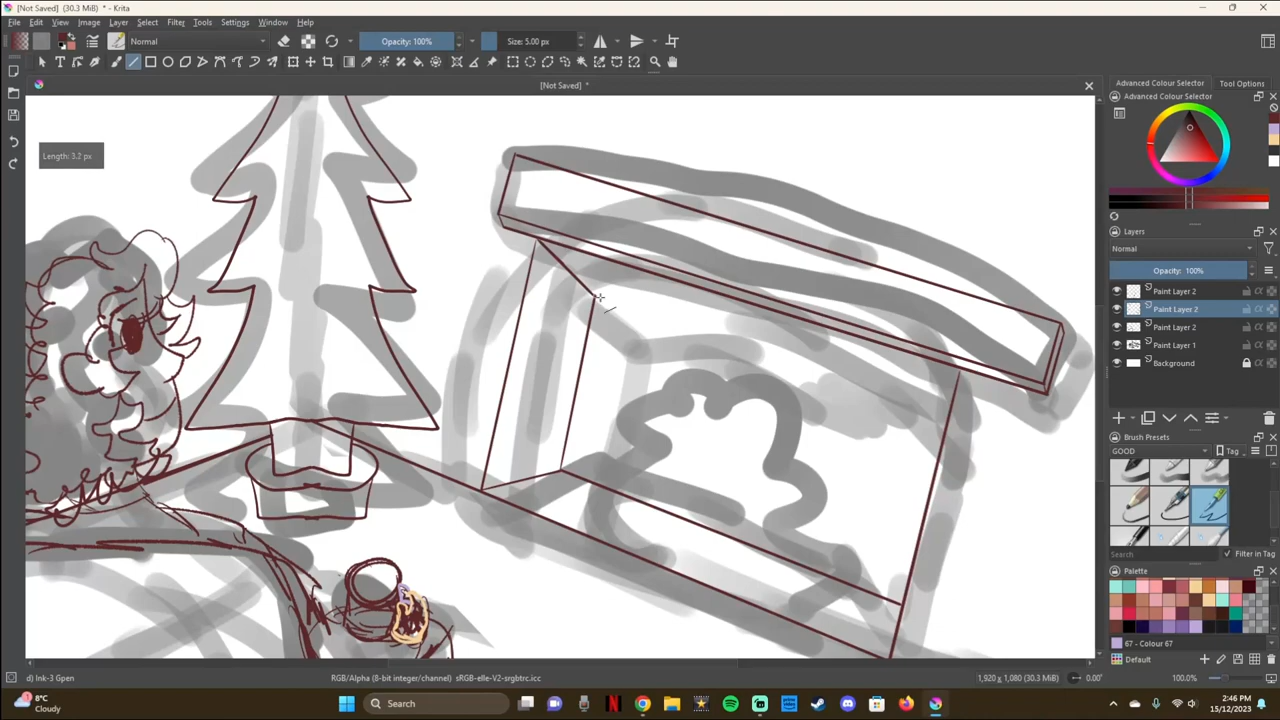 [Not Saved] (30.3 MiB) * - Krita
File Edit View Image Layer Select Filter Tools Settings Window Help
Normal
Opacity: 100%
Size: 5.00 px
[Not Saved] *
Length: 3.2 px
Advanced Colour Selector
Tool Options
Advanced Colour Selector
Layers
Normal
Opacity: 100%
Paint Layer 2
Paint Layer 2
Paint Layer 2
Paint Layer 1
Background
Brush Presets
GOOD
Tag
Search
Filter in Tag
Palette
67 - Colour 67
Default
d) Ink-3 Gpen
RGB/Alpha (8-bit integer/channel) sRGB-elle-V2-srgbtrc.icc
1,920 x 1,080 (30.3 MiB)
0.00°
100.0%
8°C
Cloudy
Search
2:46 PM
15/12/2023